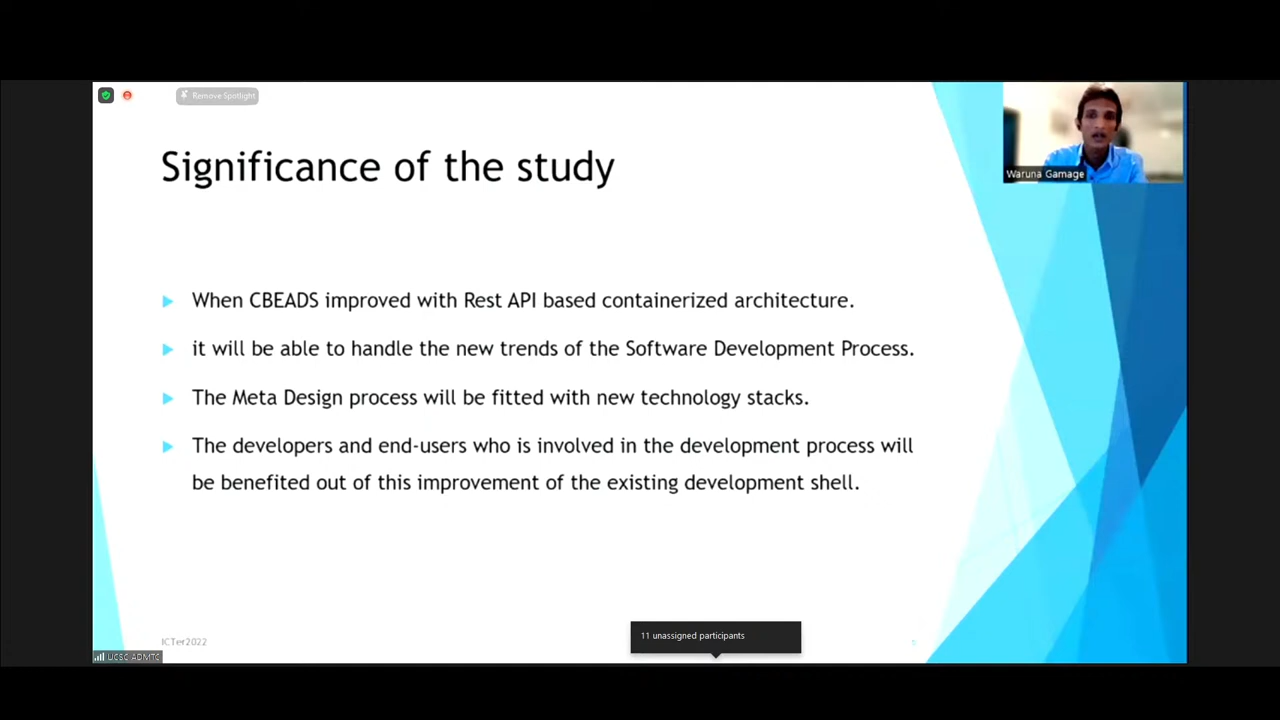 Remove Spotlight
Significance of the study
Waruna Gamage
When CBEADS improved with Rest API based containerized architecture.
it will be able to handle the new trends of the Software Development Process.
The Meta Design process will be fitted with new technology stacks.
The developers and end-users who is involved in the development process will
be benefited out of this improvement of the existing development shell.
11 unassigned participants
ICTer2022
5
UCSC ADMTC